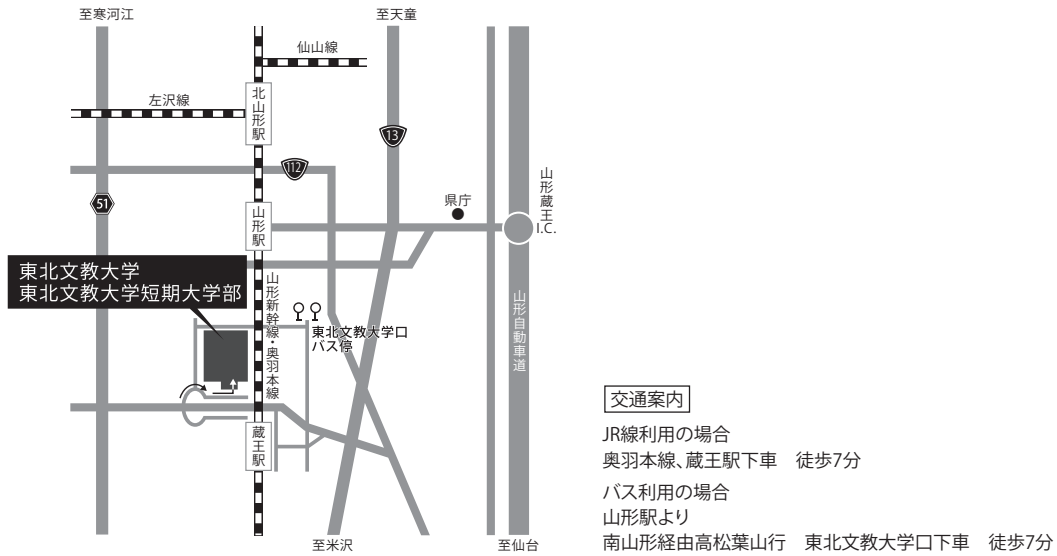 至寒河江
至天童
仙山線
左沢線
北山形駅
13
112
51
県庁
山形駅
山形蔵王
I.C.
東北文教大学
東北文教大学短期大学部
山形新幹線・奥羽本線
東北文教大学口
バス停
山形自動車道
蔵王駅
至米沢
至仙台
交通案内
JR線利用の場合
奥羽本線、蔵王駅下車　徒歩7分
バス利用の場合
山形駅より
南山形経由高松葉山行　東北文教大学口下車　徒歩7分